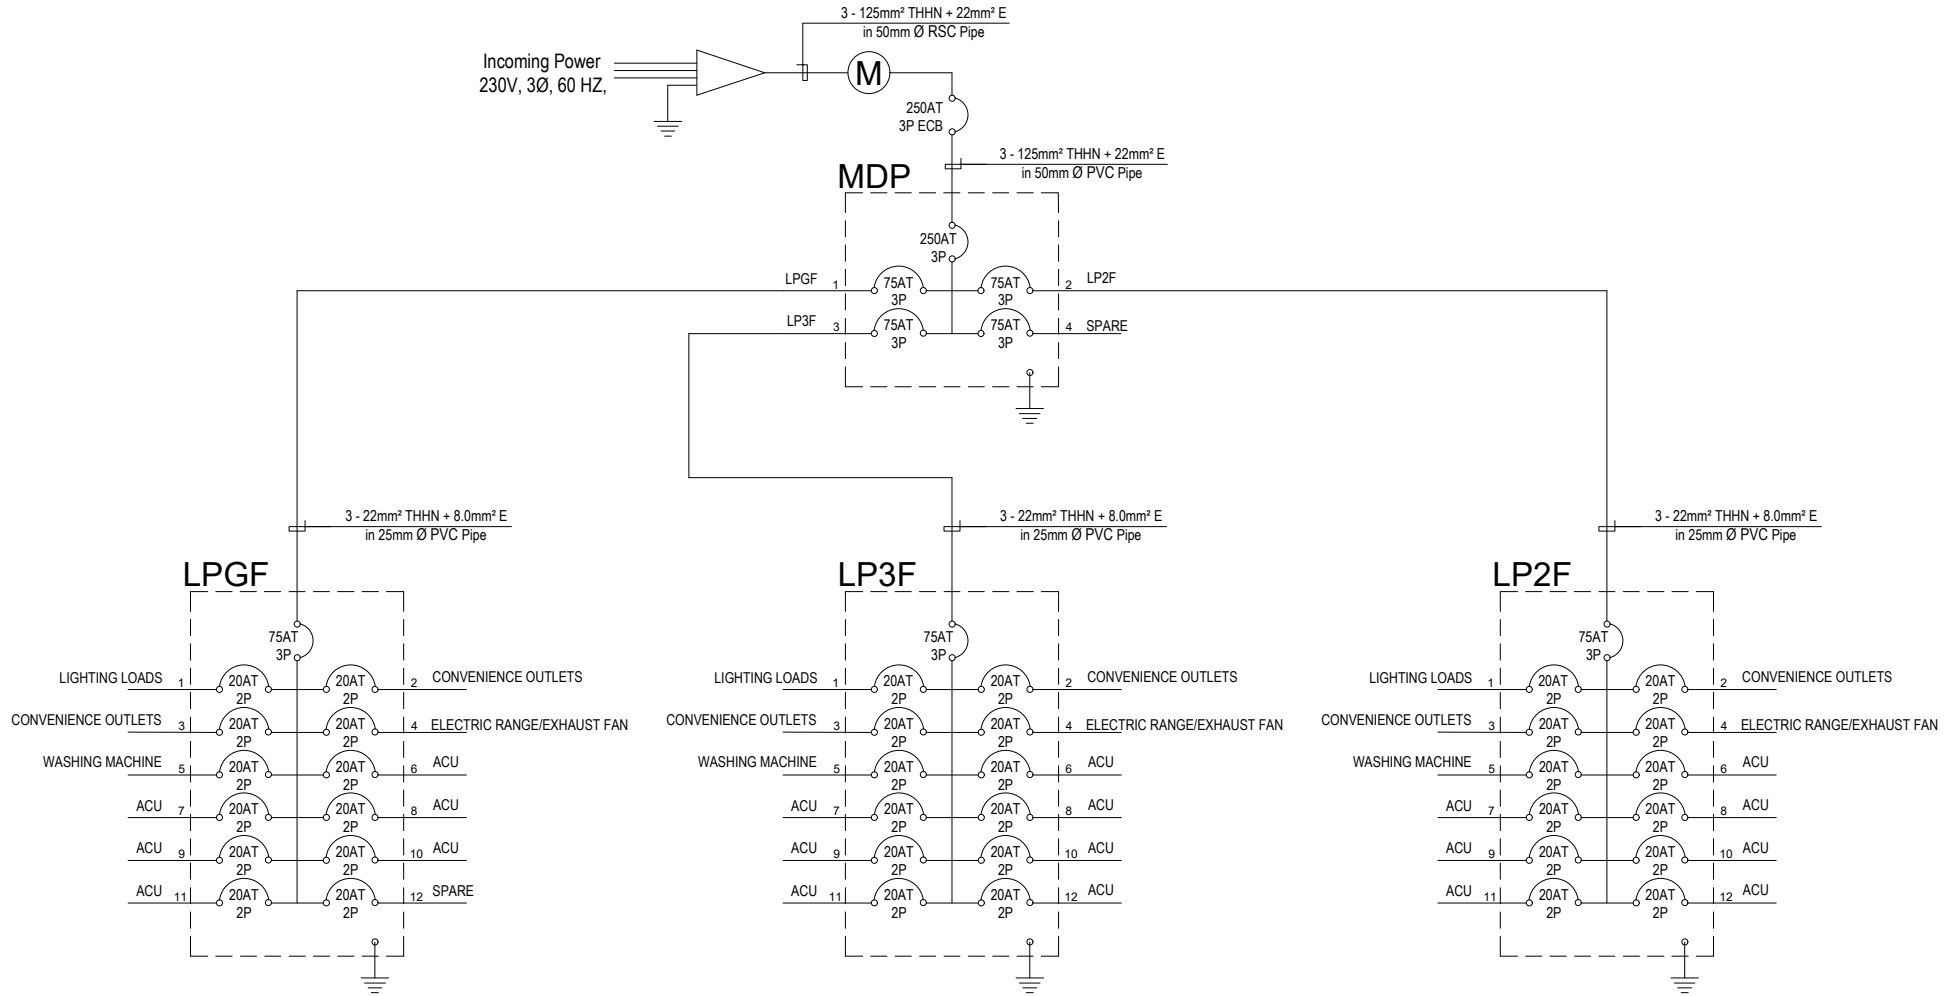 3 - 125mm² THHN + 22mm² E
in 50mm Ø RSC Pipe
Incoming Power
230V, 3Ø, 60 HZ,
M
250AT
3P ECB
3 - 125mm² THHN + 22mm² E
in 50mm Ø PVC Pipe
MDP
250AT
3P
LPGF 1 75AT 75AT 2 LP2F
3P 3P
LP3F 3 75AT 75AT 4 SPARE
3P 3P
3 - 22mm² THHN + 8.0mm² E
in 25mm Ø PVC Pipe
3 - 22mm² THHN + 8.0mm² E
in 25mm Ø PVC Pipe
3 - 22mm² THHN + 8.0mm² E
in 25mm Ø PVC Pipe
LPGF
75AT
3P
LIGHTING LOADS 1 20AT 20AT 2 CONVENIENCE OUTLETS
2P 2P
CONVENIENCE OUTLETS 3 20AT 20AT 4 ELECTRIC RANGE/EXHAUST FAN
2P 2P
WASHING MACHINE 5 20AT 20AT 6 ACU
2P 2P
ACU 7 20AT 20AT 8 ACU
2P 2P
ACU 9 20AT 20AT 10 ACU
2P 2P
ACU 11 20AT 20AT 12 SPARE
2P 2P
LP3F
75AT
3P
LIGHTING LOADS 1 20AT 20AT 2 CONVENIENCE OUTLETS
2P 2P
CONVENIENCE OUTLETS 3 20AT 20AT 4 ELECTRIC RANGE/EXHAUST FAN
2P 2P
WASHING MACHINE 5 20AT 20AT 6 ACU
2P 2P
ACU 7 20AT 20AT 8 ACU
2P 2P
ACU 9 20AT 20AT 10 ACU
2P 2P
ACU 11 20AT 20AT 12 ACU
2P 2P
LP2F
75AT
3P
LIGHTING LOADS 1 20AT 20AT 2 CONVENIENCE OUTLETS
2P 2P
CONVENIENCE OUTLETS 3 20AT 20AT 4 ELECTRIC RANGE/EXHAUST FAN
2P 2P
WASHING MACHINE 5 20AT 20AT 6 ACU
2P 2P
ACU 7 20AT 20AT 8 ACU
2P 2P
ACU 9 20AT 20AT 10 ACU
2P 2P
ACU 11 20AT 20AT 12 ACU
2P 2P